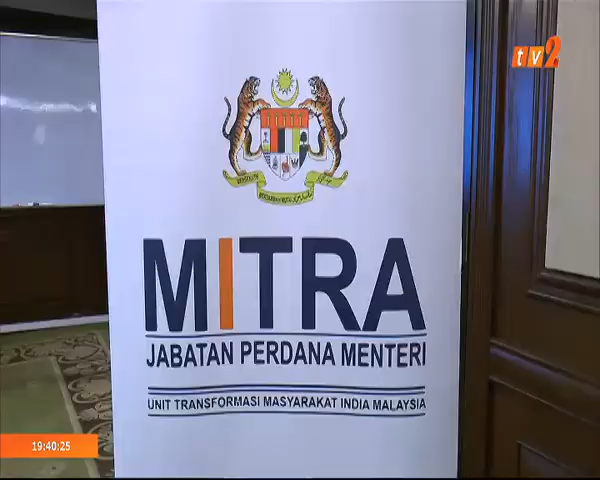 tv2
MITRA
JABATAN PERDANA MENTERI
UNIT TRANSFORMASI MASYARAKAT INDIA MALAYSIA
19:40:25